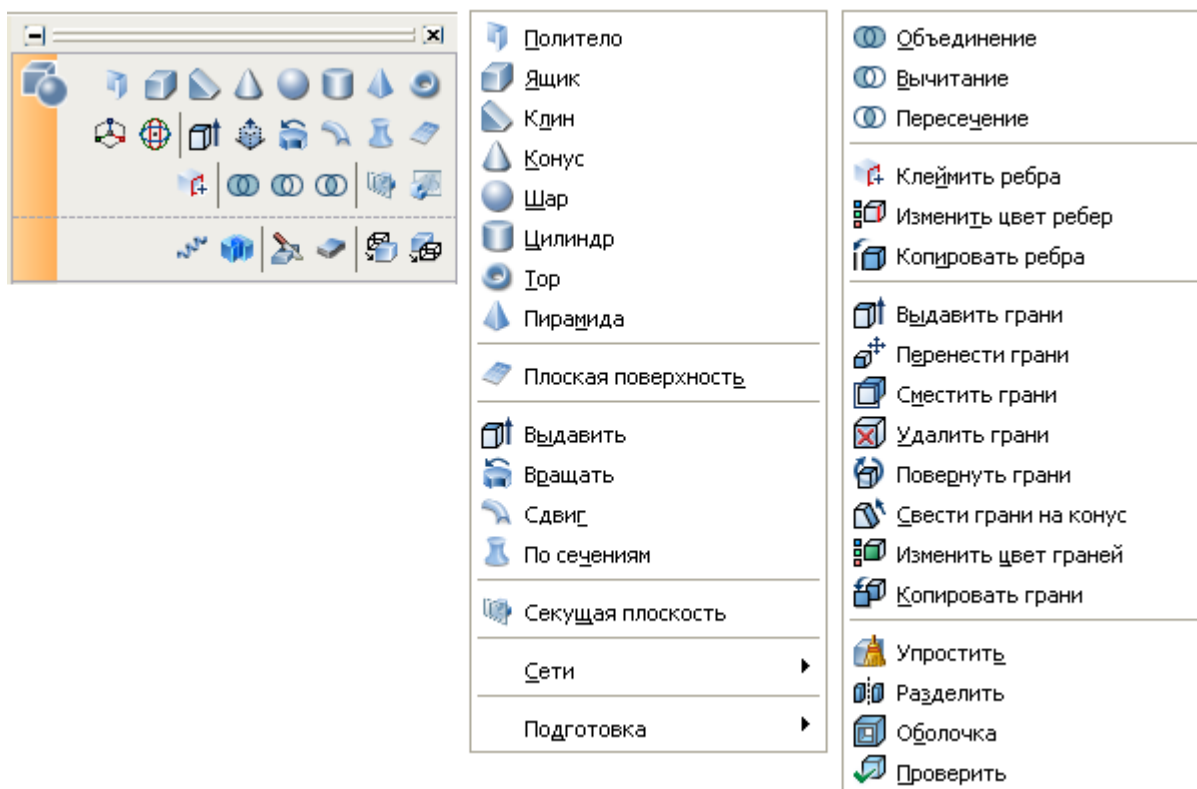 Политело
Ящик
Клин
Конус
Шар
Цилиндр
Тор
Пирамида
Плоская поверхность
Выдавить
Вращать
Сдвиг
По сечениям
Секущая плоскость
Сети
Подготовка
Объединение
Вычитание
Пересечение
Клеймить ребра
Изменить цвет ребер
Копировать ребра
Выдавить грани
Перенести грани
Сместить грани
Удалить грани
Повернуть грани
Свести грани на конус
Изменить цвет граней
Копировать грани
Упростить
Разделить
Оболочка
Проверить